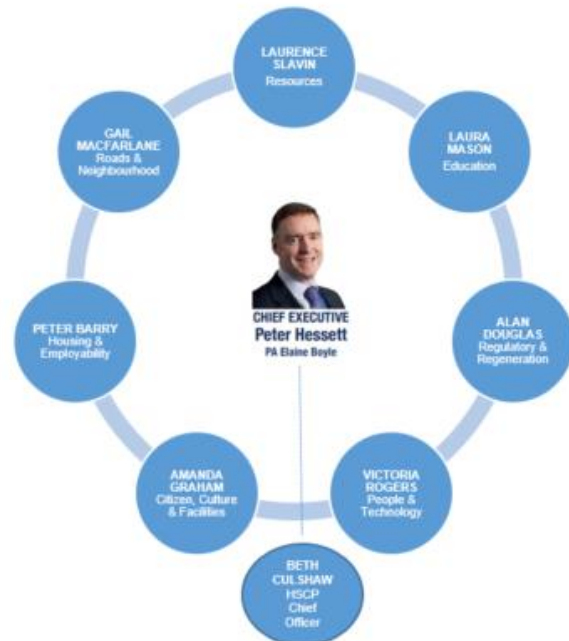 LAURENCE
SLAVIN
Resources
LAURA
MASON
Education
ALAN
DOUGLAS
Regulatory &
Regeneration
VICTORIA
ROGERS
People &
Technology
AMANDA
GRAHAM
Citizen, Culture
& Facilities
PETER BARRY
Housing &
Employability
GAIL
MACFARLANE
Roads &
Neighbourhood
CHIEF EXECUTIVE
Peter Hessett
PA Elaine Boyle
BETH
CULSHAW
HSCP
Chief
Officer